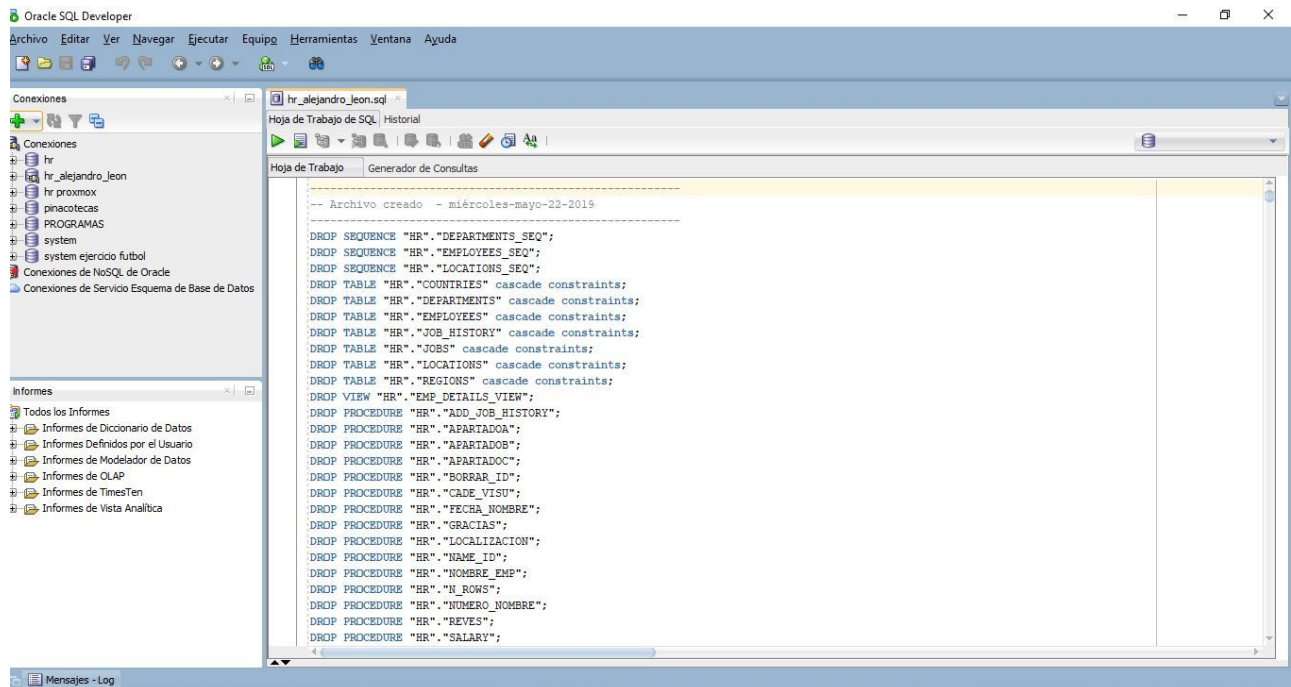 Oracle SQL Developer
Archivo Editar Ver Navegar Ejecutar Equipo Herramientas Ventana Ayuda
Conexiones
Conexiones
hr
hr_alejandro_leon
hr proxmox
pinacotecas
PROGRAMAS
system
system ejercicio futbol
Conexiones de NoSQL de Oracle
Conexiones de Servicio Esquema de Base de Datos
Informes
Todos los Informes
Informes de Diccionario de Datos
Informes Definidos por el Usuario
Informes de Modelador de Datos
Informes de OLAP
Informes de TimesTen
Informes de Vista Analítica
hr_alejandro_leon.sql
Hoja de Trabajo de SQL Historial
Hoja de Trabajo Generador de Consultas
--------------------------------------------------------
-- Archivo creado  - miércoles-mayo-22-2019
--------------------------------------------------------
DROP SEQUENCE "HR"."DEPARTMENTS_SEQ";
DROP SEQUENCE "HR"."EMPLOYEES_SEQ";
DROP SEQUENCE "HR"."LOCATIONS_SEQ";
DROP TABLE "HR"."COUNTRIES" cascade constraints;
DROP TABLE "HR"."DEPARTMENTS" cascade constraints;
DROP TABLE "HR"."EMPLOYEES" cascade constraints;
DROP TABLE "HR"."JOB_HISTORY" cascade constraints;
DROP TABLE "HR"."JOBS" cascade constraints;
DROP TABLE "HR"."LOCATIONS" cascade constraints;
DROP TABLE "HR"."REGIONS" cascade constraints;
DROP VIEW "HR"."EMP_DETAILS_VIEW";
DROP PROCEDURE "HR"."ADD_JOB_HISTORY";
DROP PROCEDURE "HR"."APARTADOA";
DROP PROCEDURE "HR"."APARTADOB";
DROP PROCEDURE "HR"."APARTADOC";
DROP PROCEDURE "HR"."BORRAR_ID";
DROP PROCEDURE "HR"."CADE_VISU";
DROP PROCEDURE "HR"."FECHA_NOMBRE";
DROP PROCEDURE "HR"."GRACIAS";
DROP PROCEDURE "HR"."LOCALIZACION";
DROP PROCEDURE "HR"."NAME_ID";
DROP PROCEDURE "HR"."NOMBRE_EMP";
DROP PROCEDURE "HR"."N_ROWS";
DROP PROCEDURE "HR"."NUMERO_NOMBRE";
DROP PROCEDURE "HR"."REVES";
DROP PROCEDURE "HR"."SALARY";
Mensajes - Log